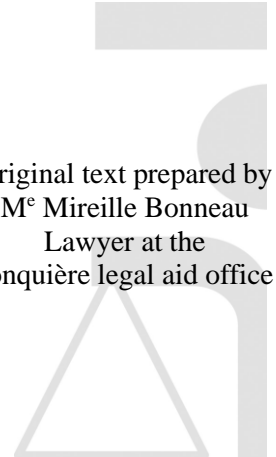 riginal text prepared by
Mᵉ Mireille Bonneau
Lawyer at the
onquière legal aid office